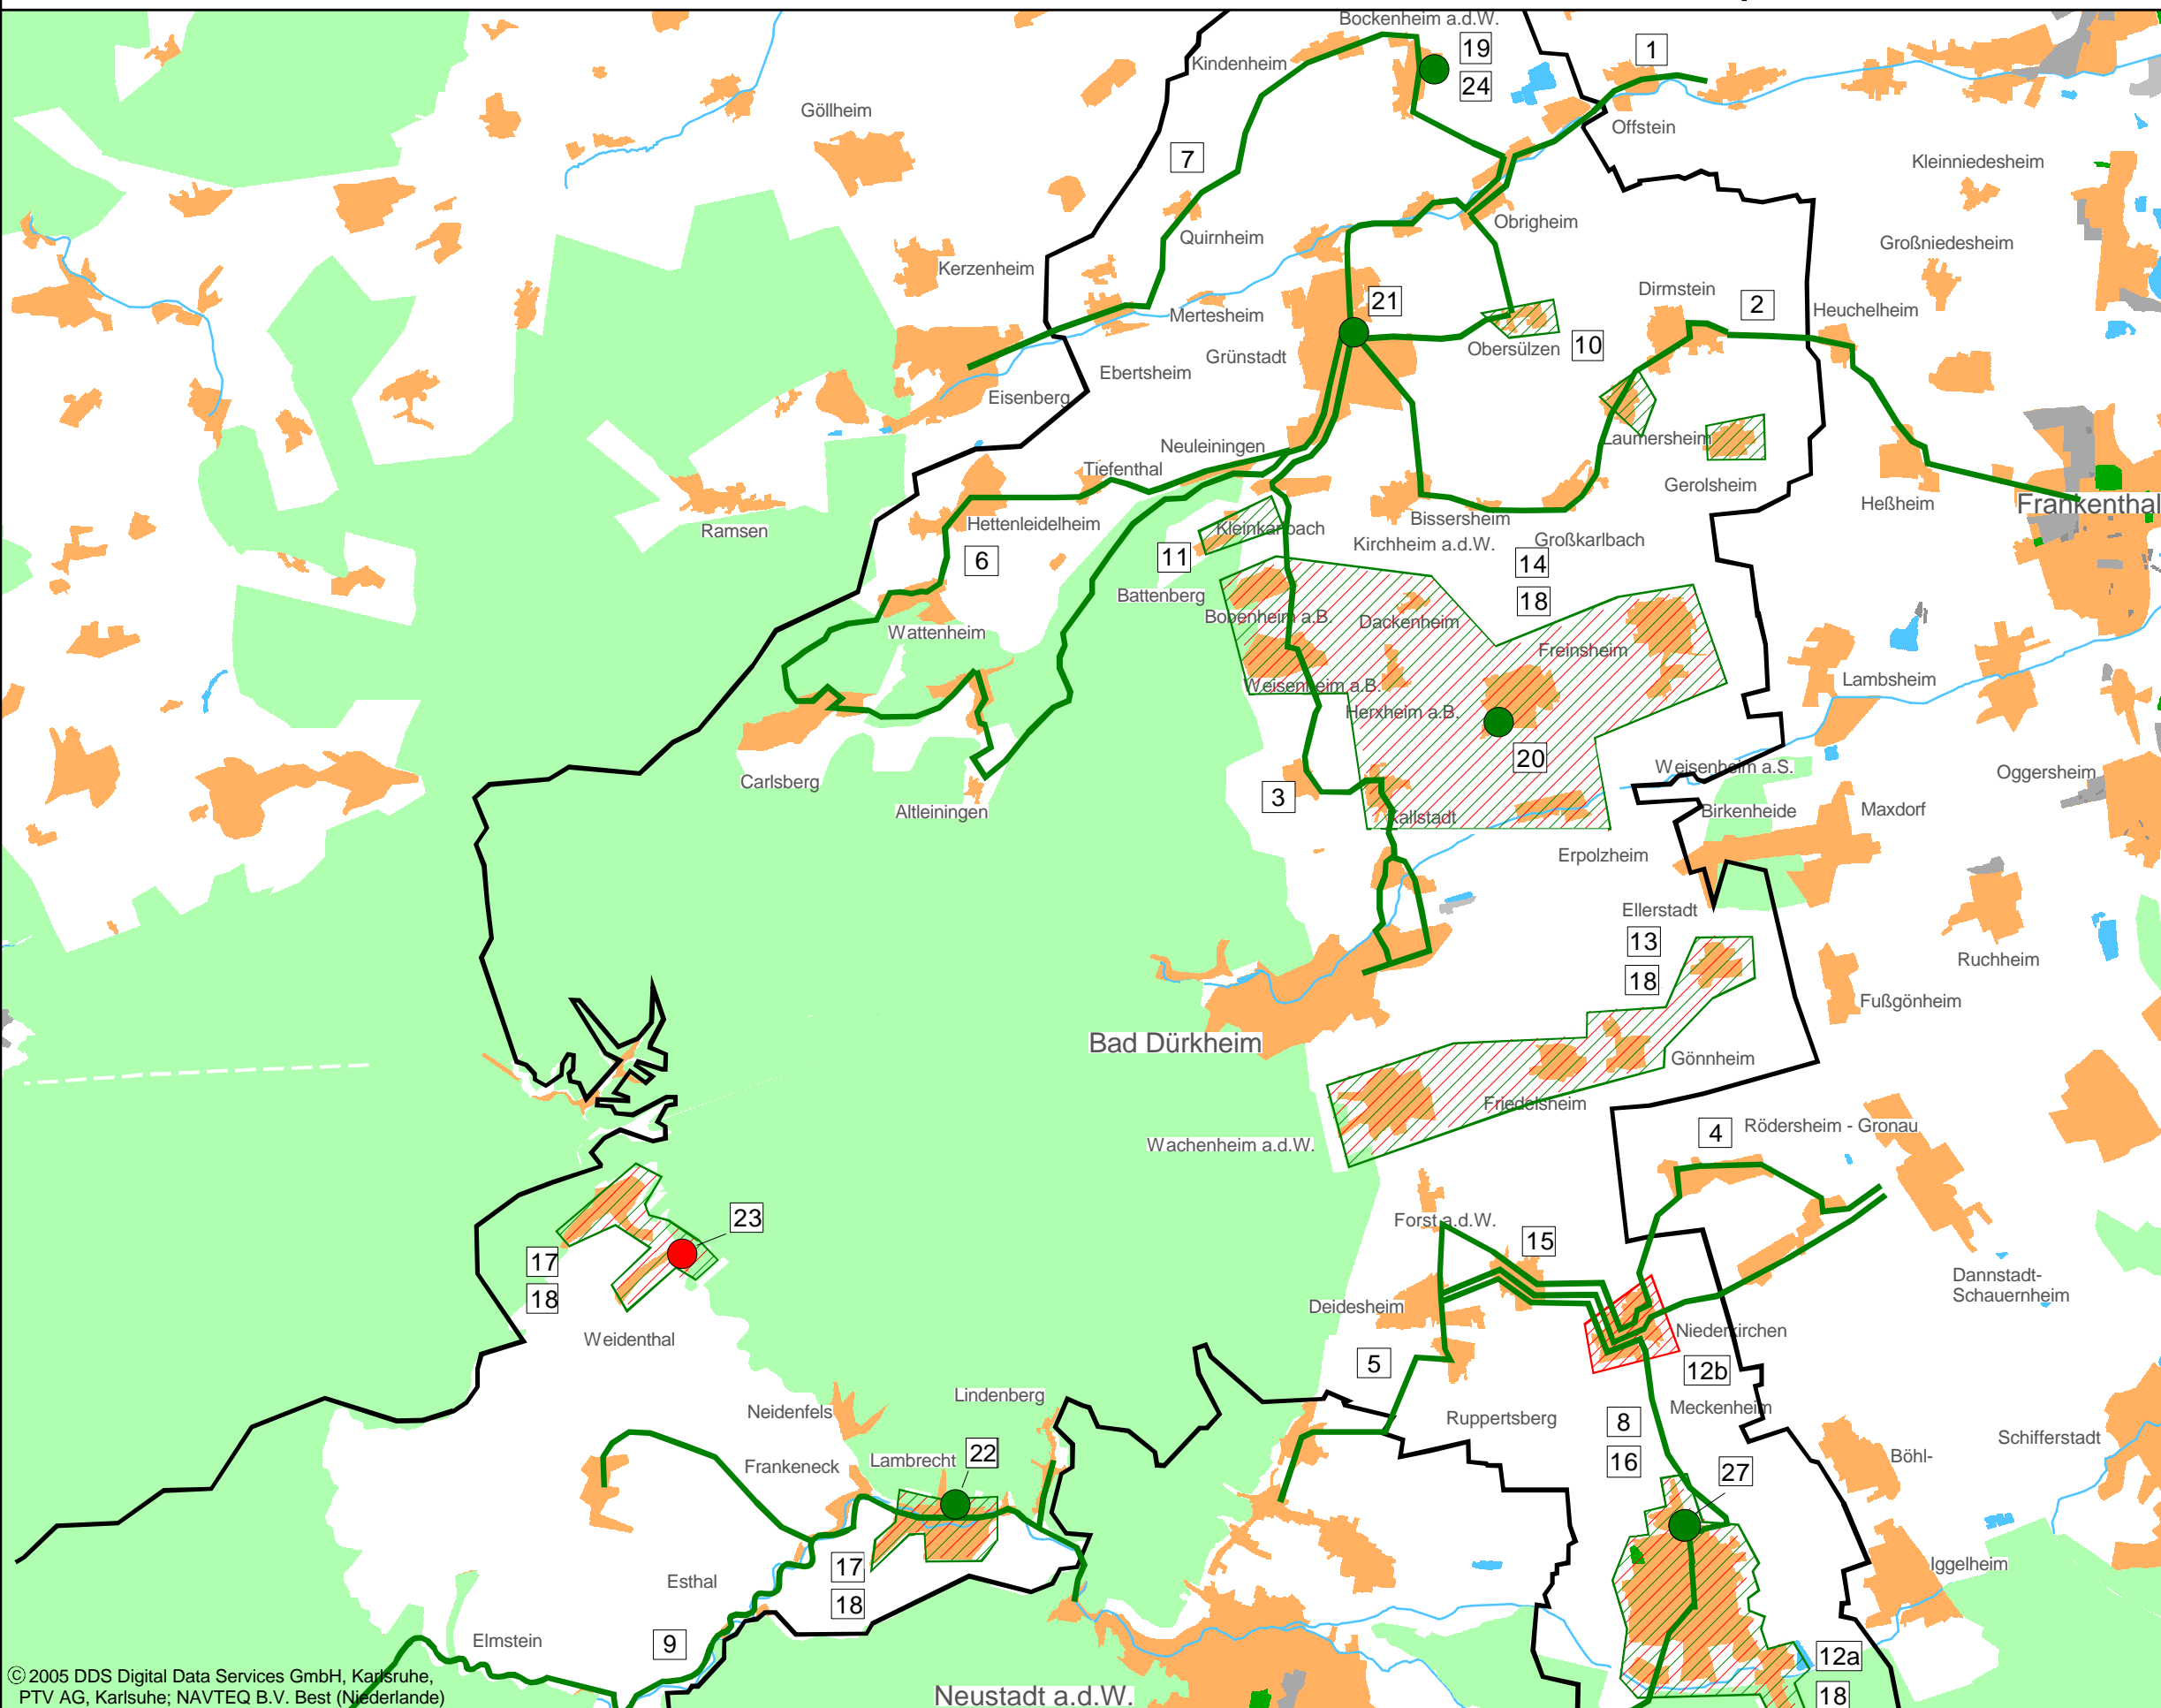 Bockenheim a.d.W.
19
1
Kindenheim
24
Göllheim
Offstein
7
Kleinniedesheim
Obrigheim
Quirnheim
Großniedesheim
Kerzenheim
Dirmstein
21
2
Mertesheim
Heuchelheim
Grünstadt
Obersülzen
10
Ebertsheim
Eisenberg
Laumersheim
Neuleiningen
Tiefenthal
Gerolsheim
Heßheim
Frankenthal
Bissersheim
Hettenleidelheim
Kleinkarlbach
Ramsen
Kirchheim a.d.W.
Großkarlbach
11
6
14
Battenberg
18
Bobenheim a.B.
Dackenheim
Wattenheim
Freinsheim
Lambsheim
Weisenheim a.B.
Herxheim a.B.
20
Weisenheim a.S.
Oggersheim
Carlsberg
3
Altleiningen
Kallstadt
Birkenheide
Maxdorf
Erpolzheim
Ellerstadt
13
Ruchheim
18
Fußgönheim
Bad Dürkheim
Gönnheim
Friedelsheim
4
Rödersheim - Gronau
Wachenheim a.d.W.
23
Forst a.d.W.
15
17
Dannstadt-
Schauernheim
18
Deidesheim
Niederkirchen
Weidenthal
5
12b
Lindenberg
Meckenheim
Neidenfels
Ruppertsberg
8
Schifferstadt
22
Lambrecht
Böhl-
Frankeneck
16
27
17
Iggelheim
Esthal
18
Elmstein
9
12a
© 2005 DDS Digital Data Services GmbH, Karlsruhe,
PTV AG, Karlsuhe; NAVTEQ B.V. Best (Niederlande)
Neustadt a.d.W.
18